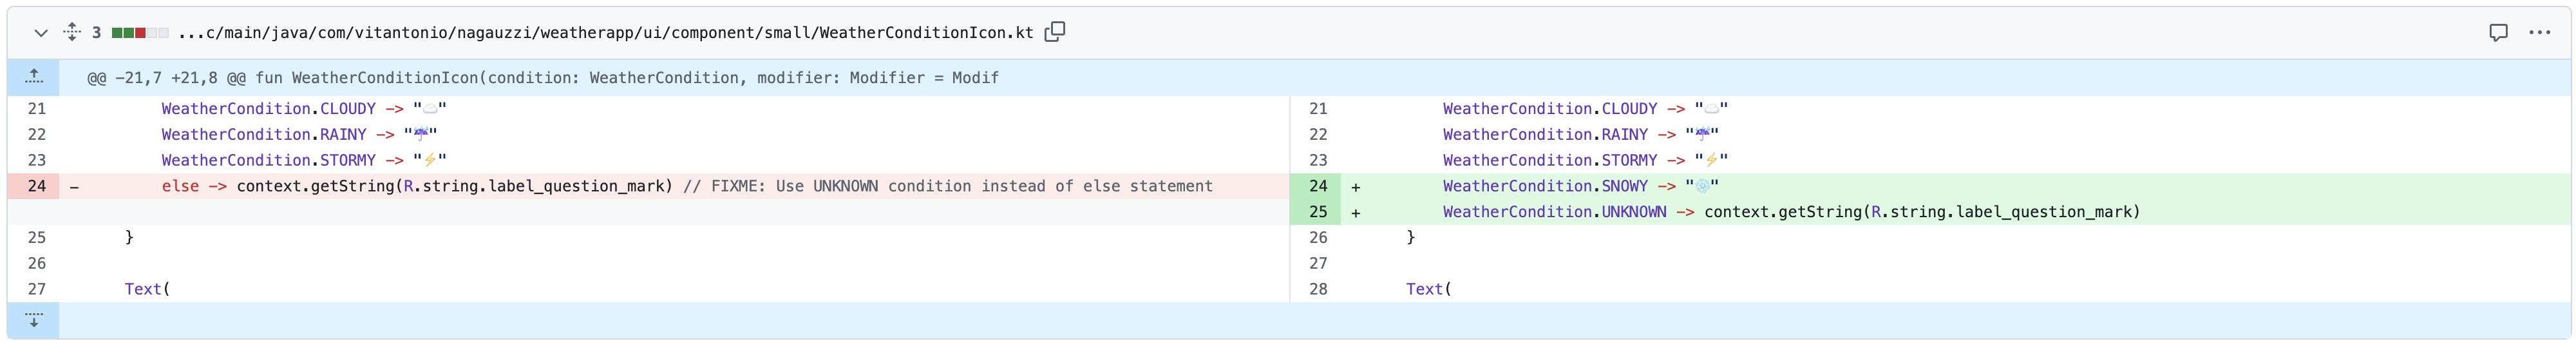 3 ...c/main/java/com/vitantonio/nagauzzi/weatherapp/ui/component/small/WeatherConditionIcon.kt
@@ -21,7 +21,8 @@ fun WeatherConditionIcon(condition: WeatherCondition, modifier: Modifier = Modif
21 WeatherCondition.CLOUDY -> "☁️"
22 WeatherCondition.RAINY -> "☔"
23 WeatherCondition.STORMY -> "⚡"
24 - else -> context.getString(R.string.label_question_mark) // FIXME: Use UNKNOWN condition instead of else statement
25 }
26
27 Text(
21 WeatherCondition.CLOUDY -> "☁️"
22 WeatherCondition.RAINY -> "☔"
23 WeatherCondition.STORMY -> "⚡"
24 + WeatherCondition.SNOWY -> "❄️"
25 + WeatherCondition.UNKNOWN -> context.getString(R.string.label_question_mark)
26 }
27
28 Text(